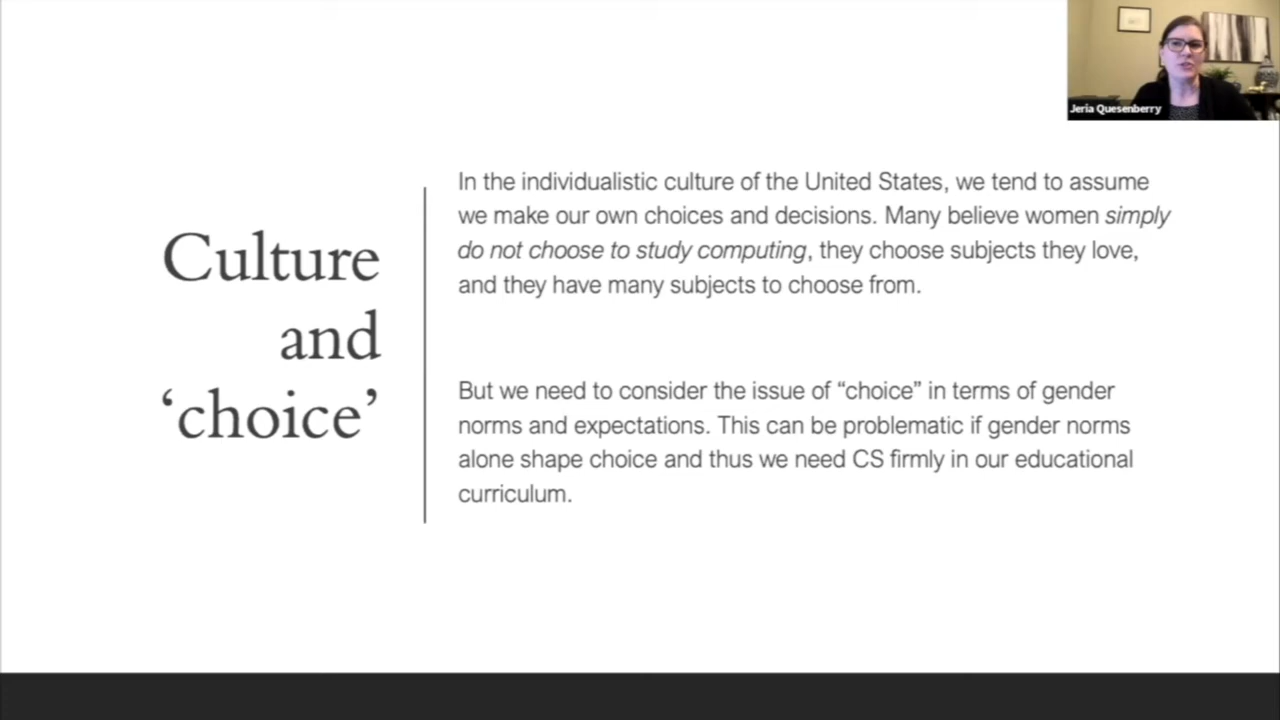 Jeria Quesenberry
Culture
and
‘choice’
In the individualistic culture of the United States, we tend to assume
we make our own choices and decisions. Many believe women simply
do not choose to study computing, they choose subjects they love,
and they have many subjects to choose from.
But we need to consider the issue of “choice” in terms of gender
norms and expectations. This can be problematic if gender norms
alone shape choice and thus we need CS firmly in our educational
curriculum.